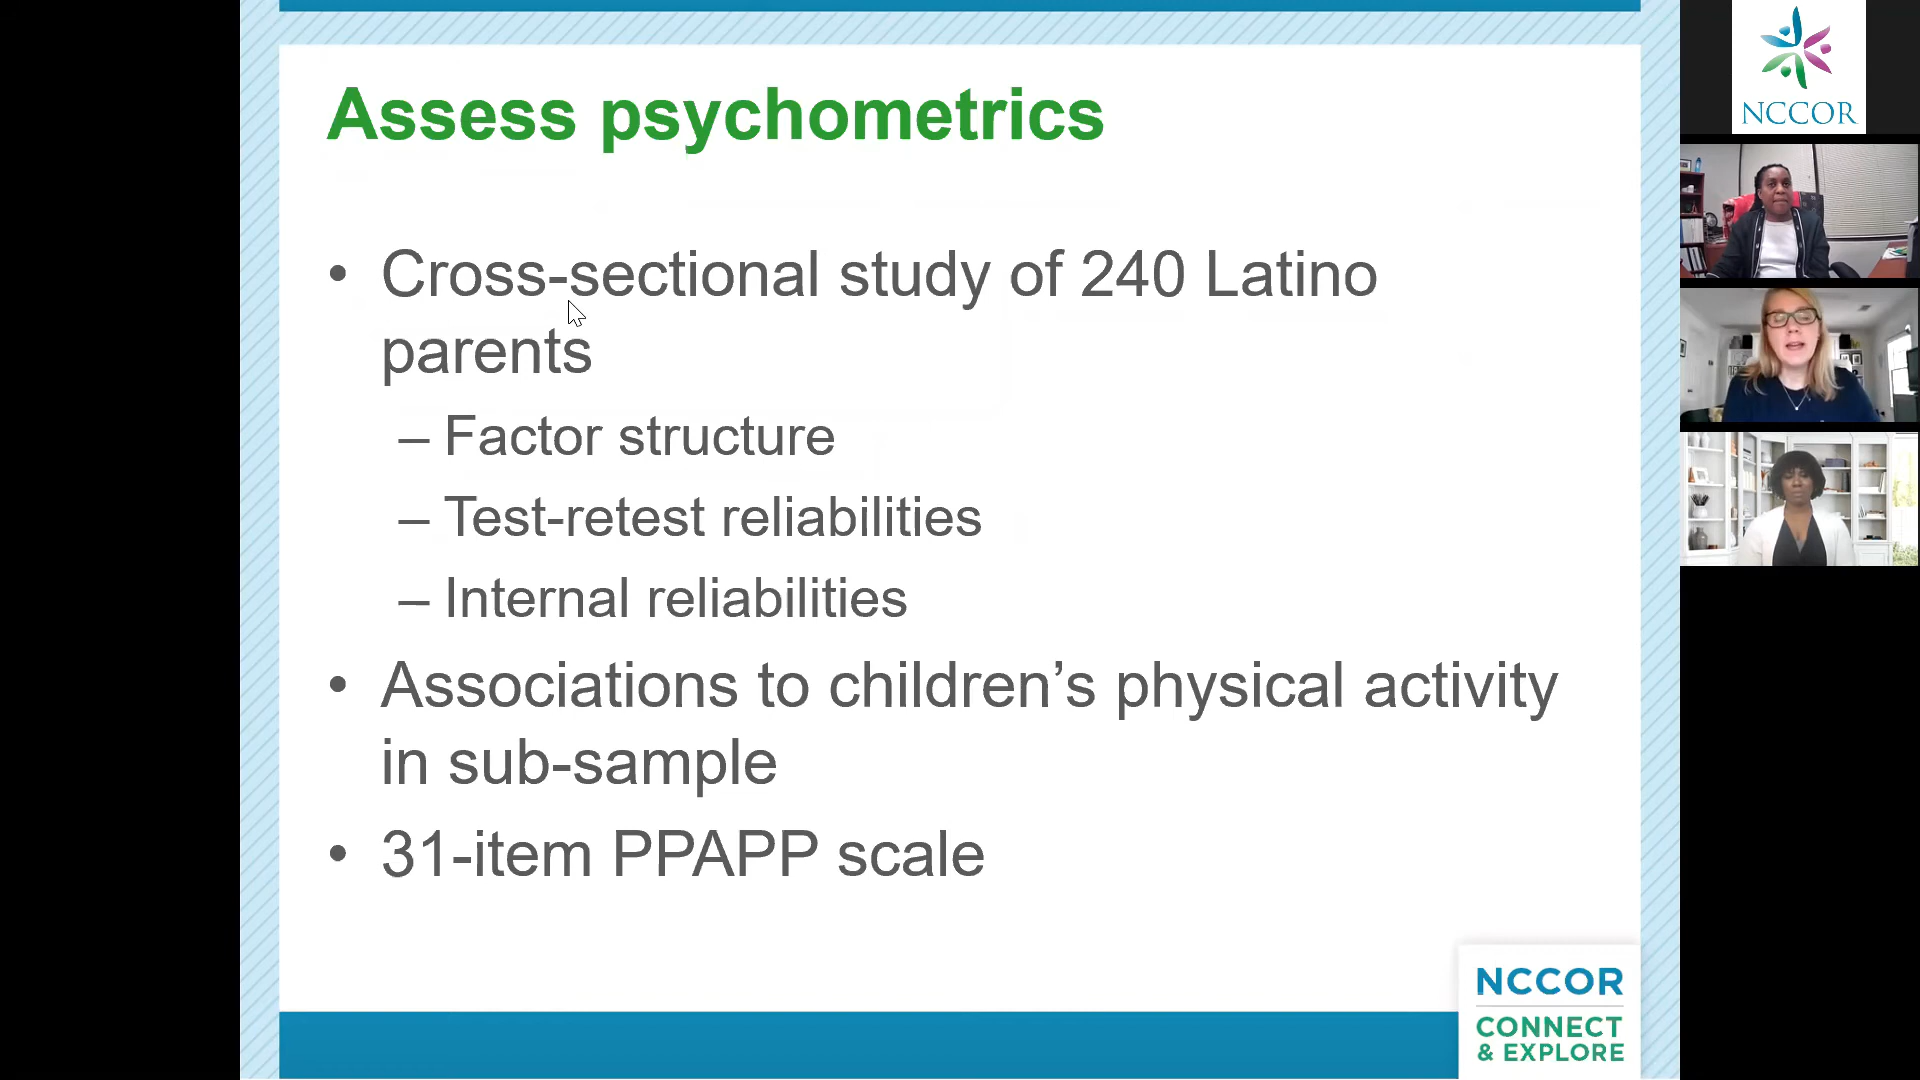 Assess psychometrics
• Cross-sectional study of 240 Latino
parents
– Factor structure
– Test-retest reliabilities
– Internal reliabilities
• Associations to children’s physical activity
in sub-sample
• 31-item PPAPP scale
NCCOR
CONNECT
& EXPLORE
NCCOR